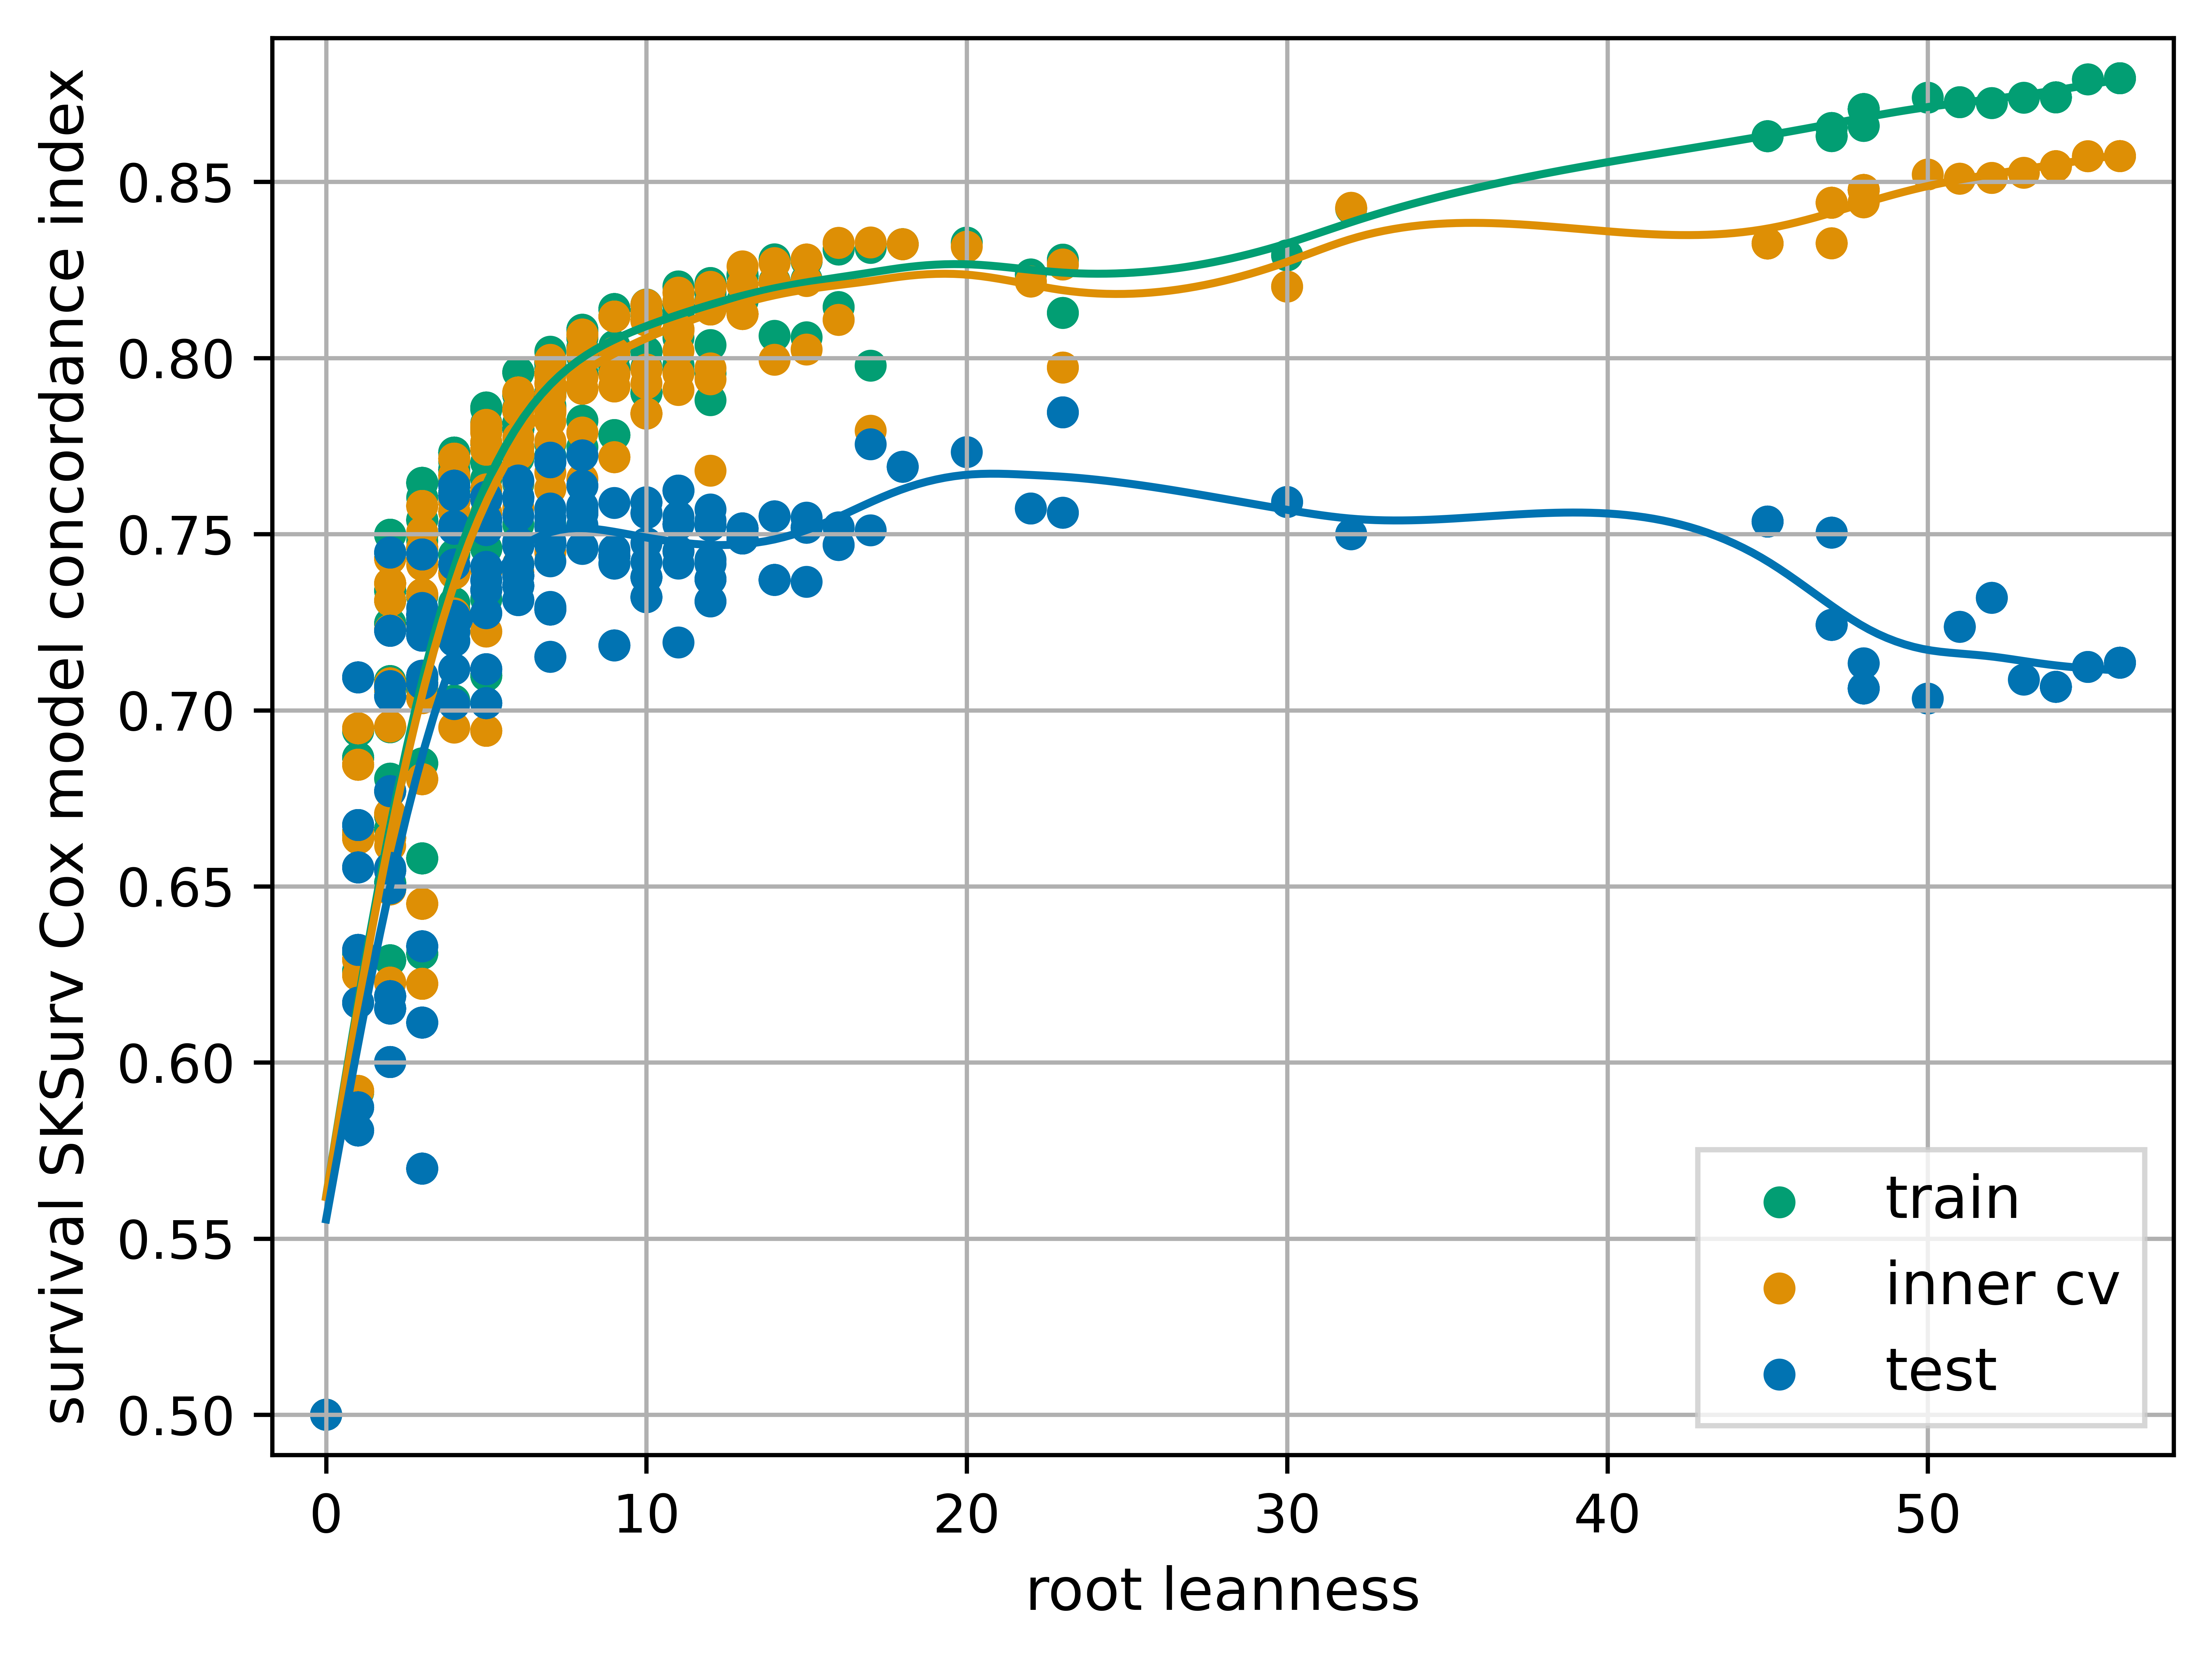 survival SKSurv Cox model concordance index
0.85
0.80
0.75
0.70
0.65
0.60
0.55
0.50
train
inner cv
test
0 10 20 30 40 50
root leanness